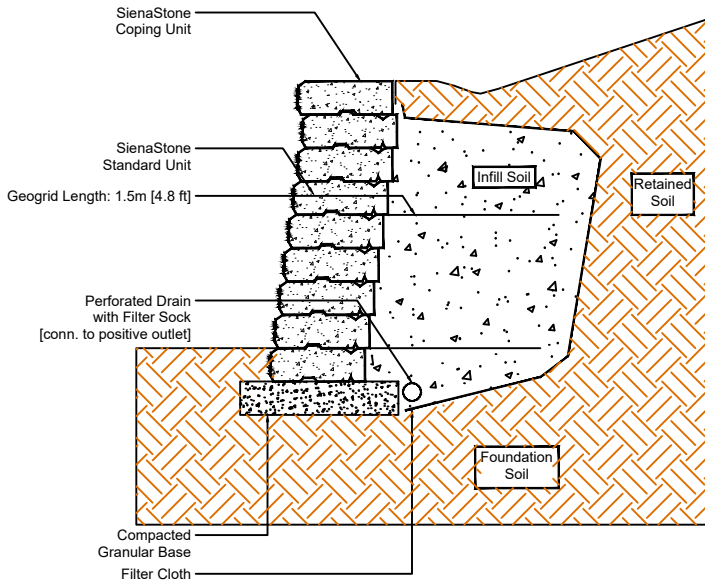 SienaStone
Coping Unit
SienaStone
Standard Unit
Geogrid Length: 1.5m [4.8 ft]
Infill Soil
Retained
Soil
Perforated Drain
with Filter Sock
[conn. to positive outlet]
Foundation
Soil
Compacted
Granular Base
Filter Cloth